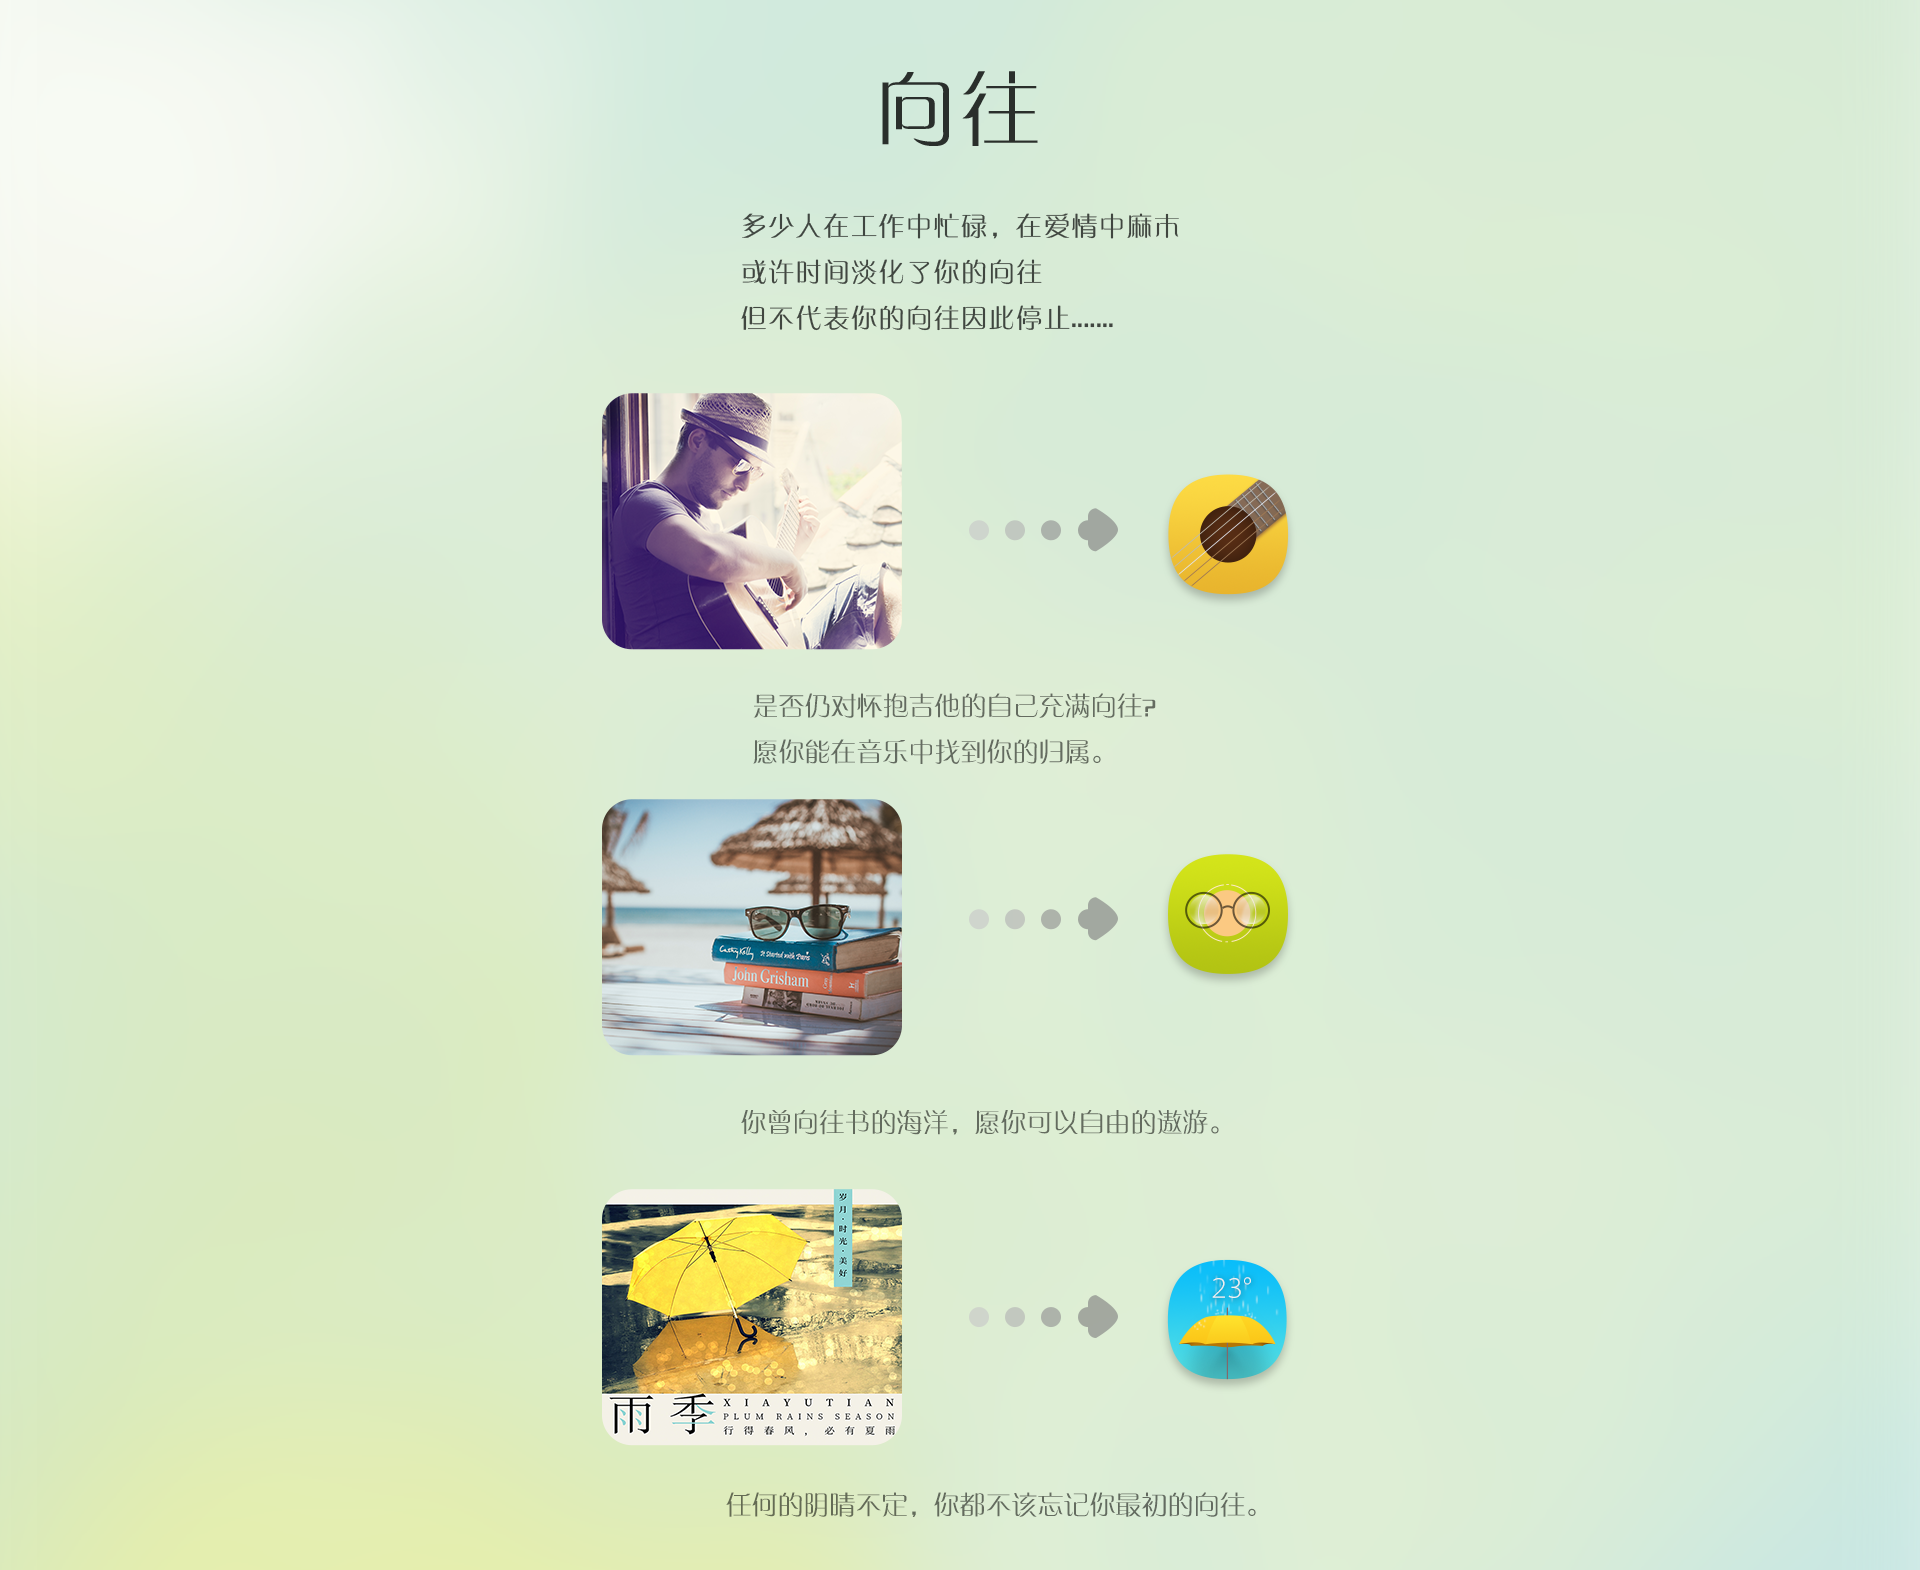 向往
多少人在工作中忙碌，在爱情中麻木
或许时间淡化了你的向往
但不代表你的向往因此停止.......
是否仍对怀抱吉他的自己充满向往?
愿你能在音乐中找到你的归属。
Cathy Kelly It Started with Paris
John Grisham
你曾向往书的海洋，愿你可以自由的遨游。
岁月·时光·美好
23°
雨季
XIAYUTIAN
PLUM RAINS SEASON
行得春风，必有夏雨
任何的阴晴不定，你都不该忘记你最初的向往。